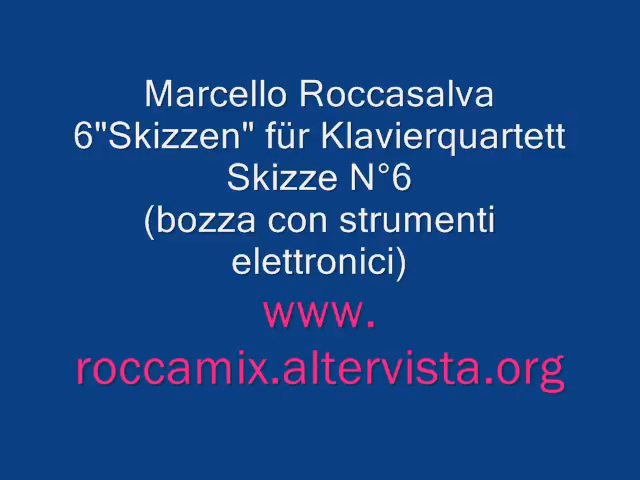 Marcello Roccasalva
6"Skizzen" für Klavierquartett
Skizze N°6
(bozza con strumenti
elettronici)
www.
roccamix.altervista.org